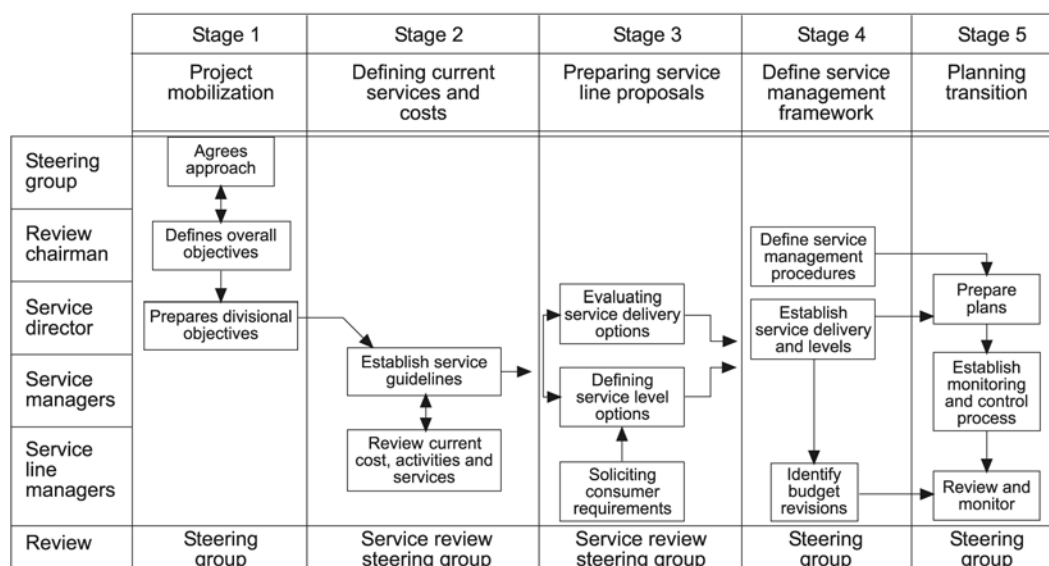 Stage 1
Stage 2
Stage 3
Stage 4
Stage 5
Project
mobilization
Defining current
services and
costs
Preparing service
line proposals
Define service
management
framework
Planning
transition
Steering
group
Agrees
approach
Review
chairman
Defines overall
objectives
Define service
management
procedures
Service
director
Prepares divisional
objectives
Evaluating
service delivery
options
Establish
service delivery
and levels
Prepare
plans
Service
managers
Establish service
guidelines
Defining
service level
options
Establish
monitoring
and control
process
Service
line
managers
Review current
cost, activities and
services
Soliciting
consumer
requirements
Identify
budget
revisions
Review and
monitor
Review
Steering
group
Service review
steering group
Service review
steering group
Steering
group
Steering
group